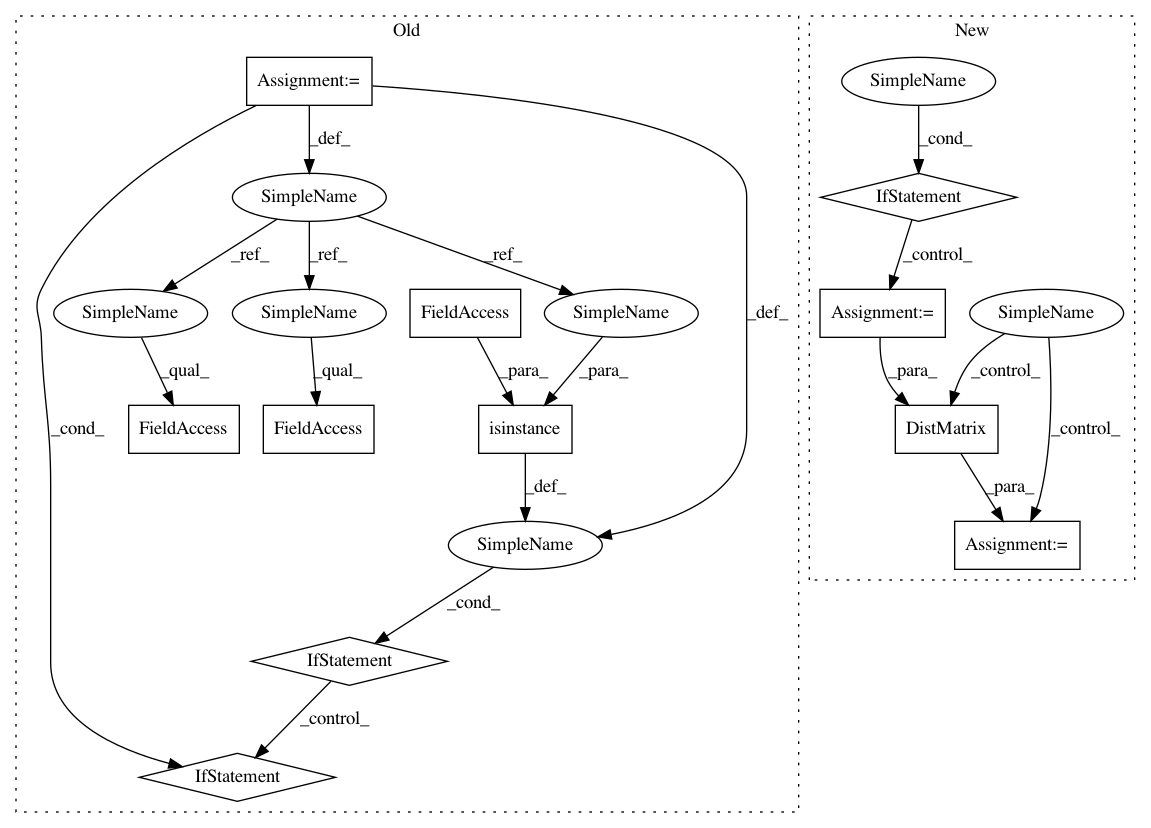 Old
New
Assignment:=
SimpleName
_def_
_cond_
SimpleName
IfStatement
_ref_
_ref_
_ref_
_control_
_def_
SimpleName
SimpleName
FieldAccess
SimpleName
Assignment:=
SimpleName
_qual_
_qual_
_para_
_para_
_para_
_control_
_cond_
FieldAccess
FieldAccess
isinstance
DistMatrix
_control_
_def_
_para_
SimpleName
Assignment:=
_cond_
IfStatement
_control_
IfStatement